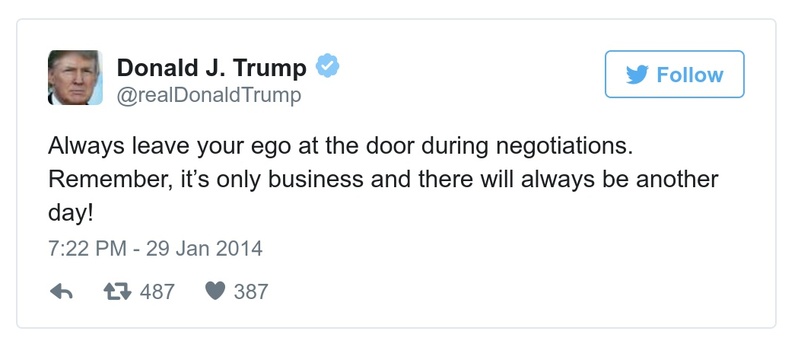 Donald J. Trump
@realDonaldTrump
Follow
Always leave your ego at the door during negotiations.
Remember, it’s only business and there will always be another
day!
7:22 PM - 29 Jan 2014
487 387